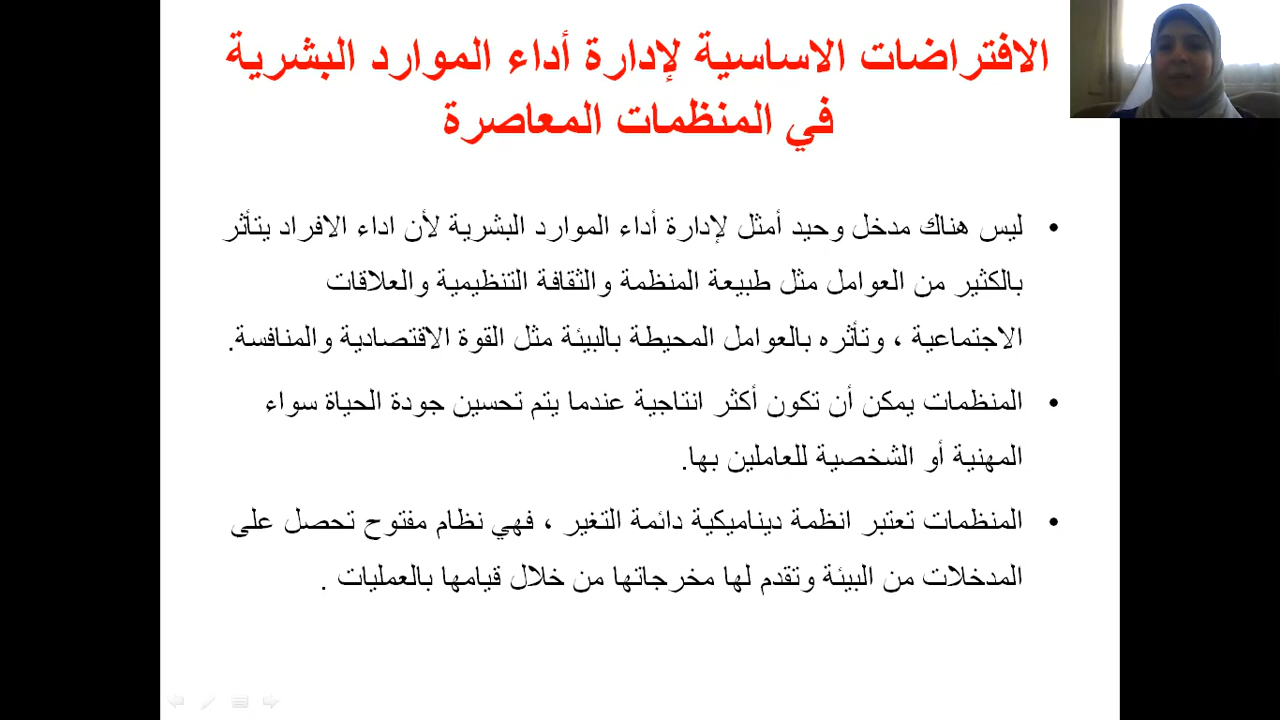 الافتراضات الاساسية لإدارة أداء الموارد البشرية
في المنظمات المعاصرة
• ليس هناك مدخل وحيد أمثل لإدارة أداء الموارد البشرية لأن اداء الافراد يتأثر
بالكثير من العوامل مثل طبيعة المنظمة والثقافة التنظيمية والعلاقات
الاجتماعية ، وتأثره بالعوامل المحيطة بالبيئة مثل القوة الاقتصادية والمنافسة.
• المنظمات يمكن أن تكون أكثر انتاجية عندما يتم تحسين جودة الحياة سواء
المهنية أو الشخصية للعاملين بها.
• المنظمات تعتبر انظمة ديناميكية دائمة التغير ، فهي نظام مفتوح تحصل على
المدخلات من البيئة وتقدم لها مخرجاتها من خلال قيامها بالعمليات .